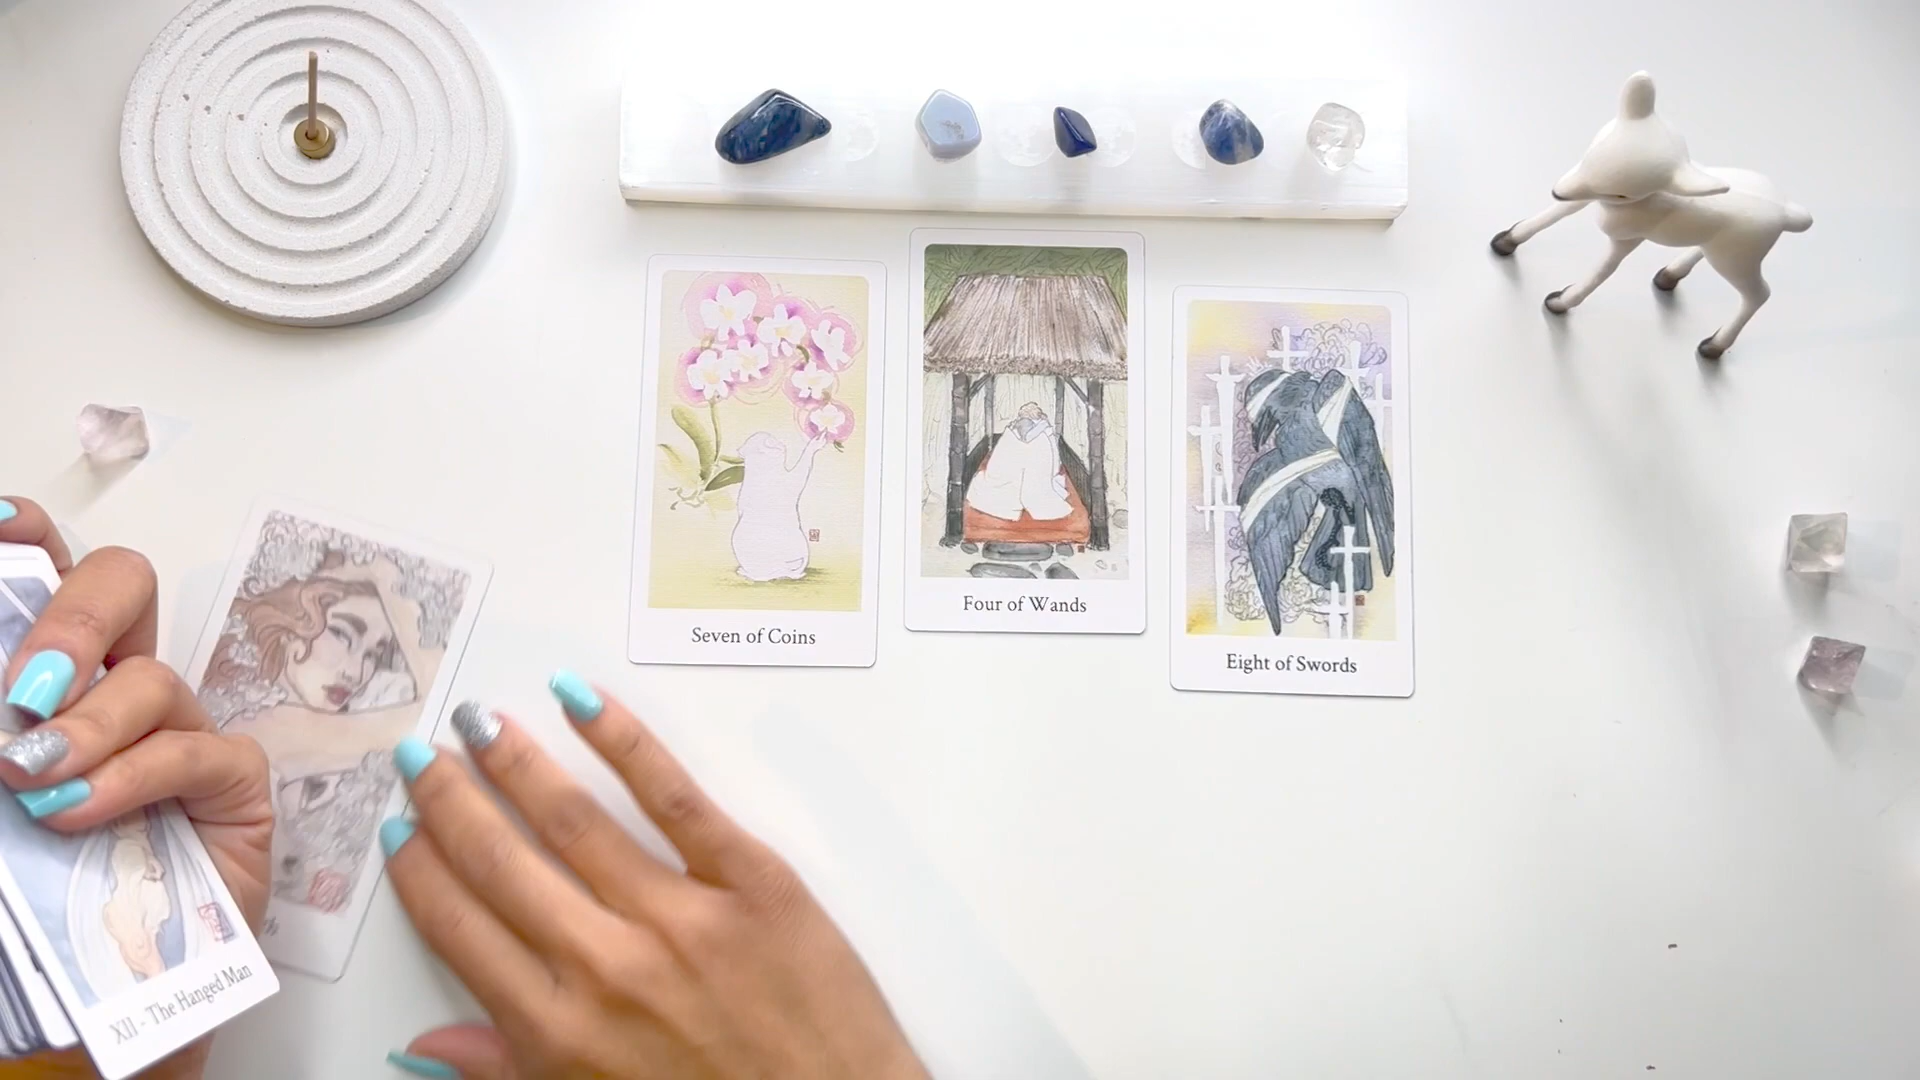 Seven of Coins
Four of Wands
Eight of Swords
XII - The Hanged Man